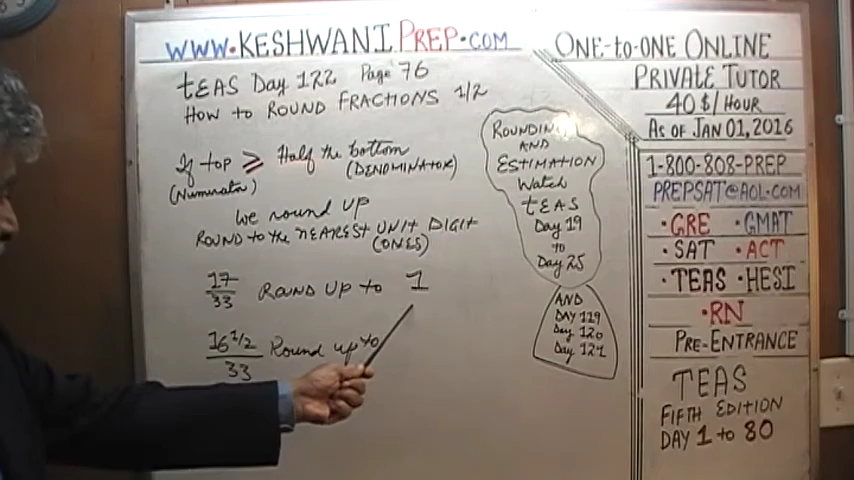 WWW.KESHWANIPREP.COM
TEAS Day 122 Page 76
HOW TO ROUND FRACTIONS 1/2
If top ≥ Half the bottom
(Numerator) (DENOMINATOR)
We round up
ROUND TO the NEAREST UNIT DIGIT
(ONES)
17/33 ROUND UP TO 1
16 1/2 / 33 Round up to
ROUNDING
AND
ESTIMATION
Watch
TEAS
Day 19
to
Day 25
AND
DAY 119
Day 120
Day 121
ONE-TO-ONE ONLINE
PRIVATE TUTOR
40 $/HOUR
AS OF JAN 01, 2016
1-800-808-PREP
PREPSAT@AOL.COM
•GRE •GMAT
•SAT •ACT
•TEAS •HESI
•RN
PRE-ENTRANCE
TEAS
FIFTH EDITION
DAY 1 to 80